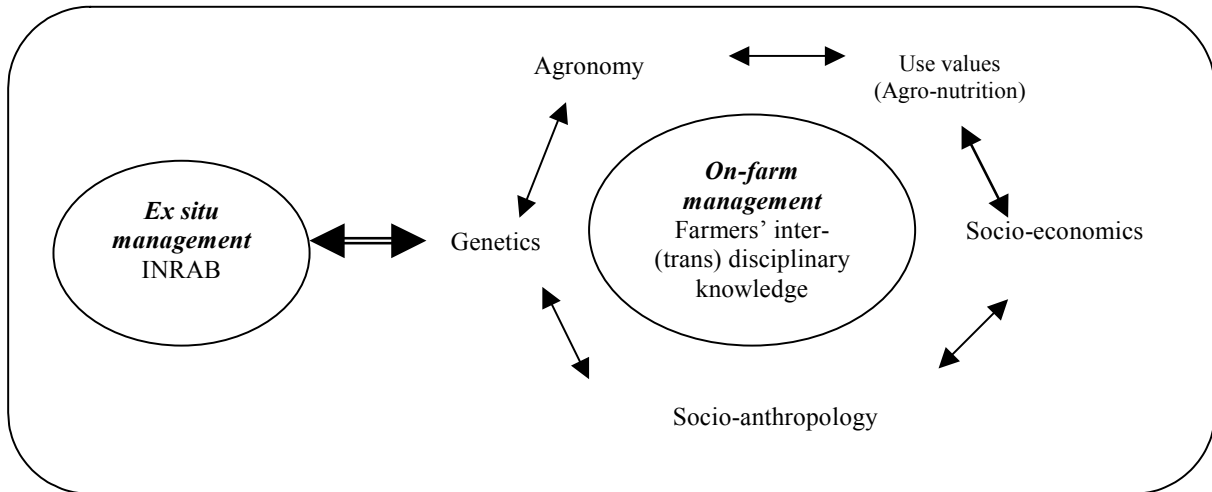 Agronomy
Use values
(Agro-nutrition)
Ex situ
management
INRAB
Genetics
On-farm
management
Farmers' inter-
(trans) disciplinary
knowledge
Socio-economics
Socio-anthropology